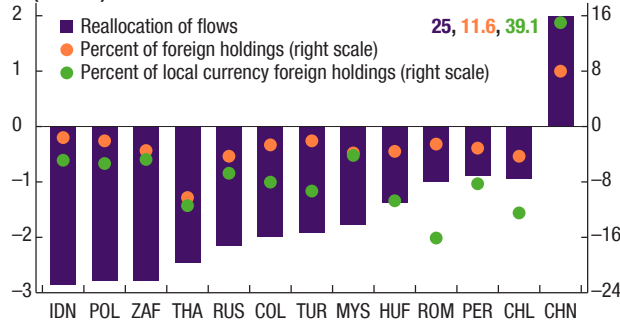 Reallocation of flows
Percent of foreign holdings (right scale)
Percent of local currency foreign holdings (right scale)
25, 11.6, 39.1
2
1
0
−1
−2
−3
16
8
0
−8
−16
−24
IDN POL ZAF THA RUS COL TUR MYS HUF ROM PER CHL CHN